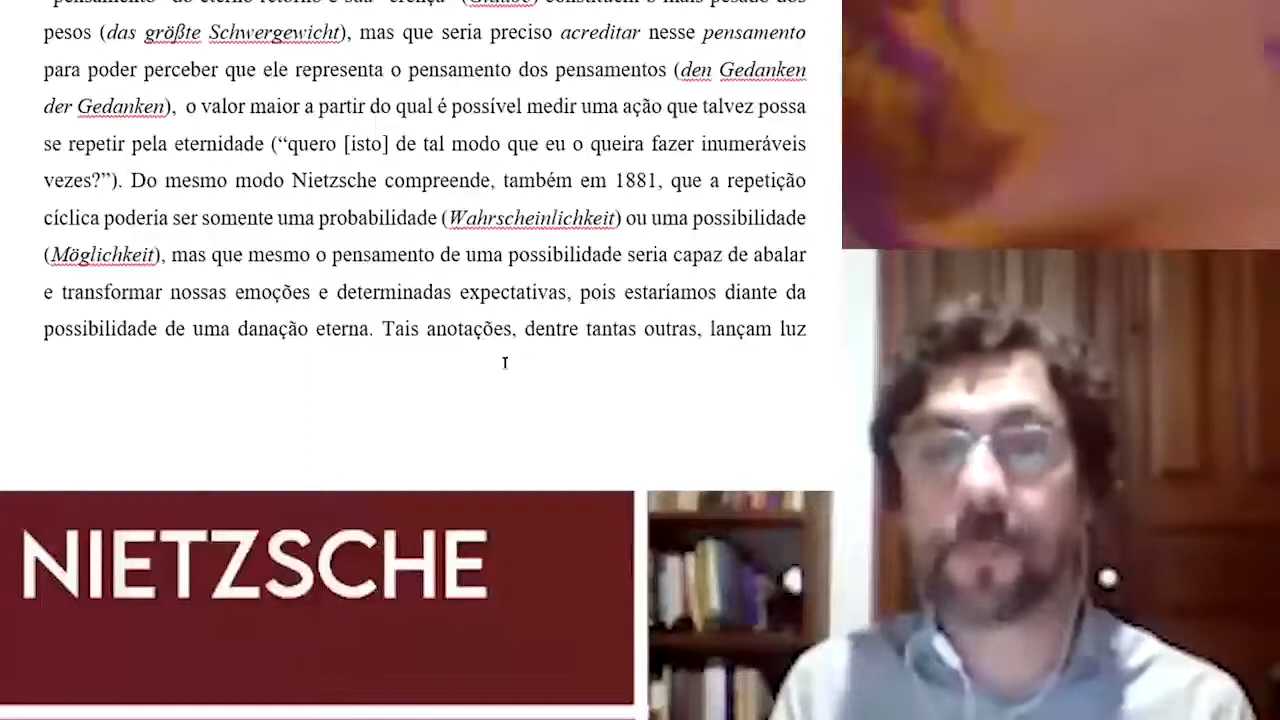 pesos (das größte Schwergewicht), mas que seria preciso acreditar nesse pensamento
para poder perceber que ele representa o pensamento dos pensamentos (den Gedanken
der Gedanken), o valor maior a partir do qual é possível medir uma ação que talvez possa
se repetir pela eternidade (“quero [isto] de tal modo que eu o queira fazer inumeráveis
vezes?”). Do mesmo modo Nietzsche compreende, também em 1881, que a repetição
cíclica poderia ser somente uma probabilidade (Wahrscheinlichkeit) ou uma possibilidade
(Möglichkeit), mas que mesmo o pensamento de uma possibilidade seria capaz de abalar
e transformar nossas emoções e determinadas expectativas, pois estaríamos diante da
possibilidade de uma danação eterna. Tais anotações, dentre tantas outras, lançam luz
NIETZSCHE